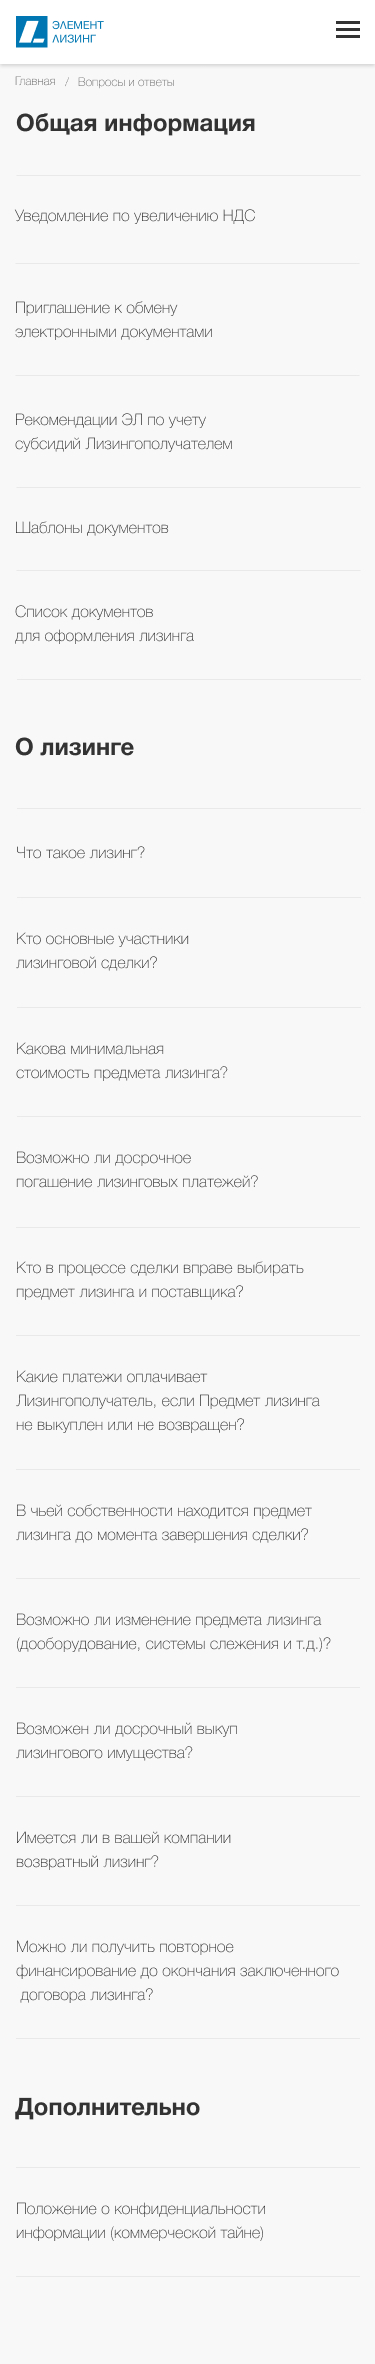 ЭЛЕМЕНТ
ЛИЗИНГ
Главная / Вопросы и ответы
Общая информация
Уведомление по увеличению НДС
Приглашение к обмену
электронными документами
Рекомендации ЭЛ по учету
субсидий Лизингополучателем
Шаблоны документов
Список документов
для оформления лизинга
О лизинге
Что такое лизинг?
Кто основные участники
лизинговой сделки?
Какова минимальная
стоимость предмета лизинга?
Возможно ли досрочное
погашение лизинговых платежей?
Кто в процессе сделки вправе выбирать
предмет лизинга и поставщика?
Какие платежи оплачивает
Лизингополучатель, если Предмет лизинга
не выкуплен или не возвращен?
В чьей собственности находится предмет
лизинга до момента завершения сделки?
Возможно ли изменение предмета лизинга
(дооборудование, системы слежения и т.д.)?
Возможен ли досрочный выкуп
лизингового имущества?
Имеется ли в вашей компании
возвратный лизинг?
Можно ли получить повторное
финансирование до окончания заключенного
договора лизинга?
Дополнительно
Положение о конфиденциальности
информации (коммерческой тайне)